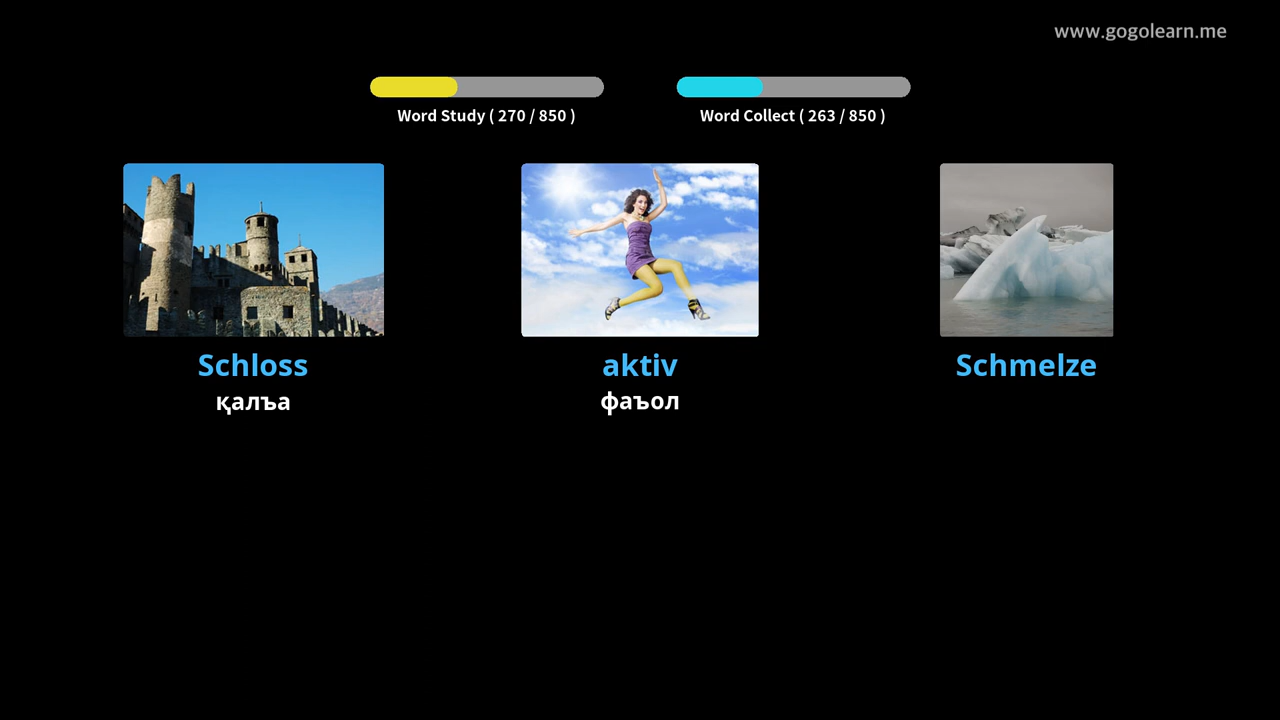 www.gogolearn.me
Word Study ( 270 / 850 )
Word Collect ( 263 / 850 )
Schloss
қалъа
aktiv
фаъол
Schmelze